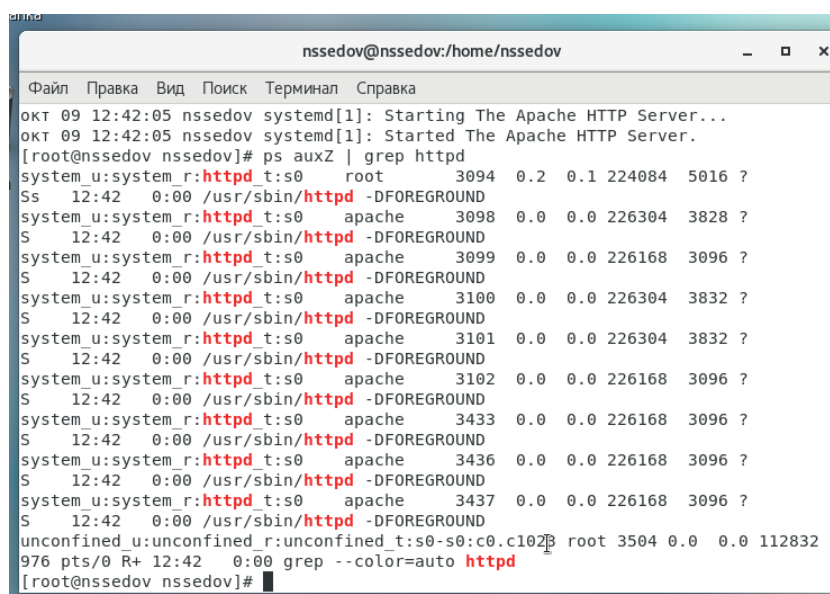 nssedov@nssedov:/home/nssedov
Файл Правка Вид Поиск Терминал Справка
окт 09 12:42:05 nssedov systemd[1]: Starting The Apache HTTP Server...
окт 09 12:42:05 nssedov systemd[1]: Started The Apache HTTP Server.
[root@nssedov nssedov]# ps auxZ | grep httpd
system_u:system_r:httpd_t:s0    root       3094  0.2  0.1 224084  5016 ?
Ss   12:42   0:00 /usr/sbin/httpd -DFOREGROUND
system_u:system_r:httpd_t:s0    apache     3098  0.0  0.0 226304  3828 ?
S    12:42   0:00 /usr/sbin/httpd -DFOREGROUND
system_u:system_r:httpd_t:s0    apache     3099  0.0  0.0 226168  3096 ?
S    12:42   0:00 /usr/sbin/httpd -DFOREGROUND
system_u:system_r:httpd_t:s0    apache     3100  0.0  0.0 226304  3832 ?
S    12:42   0:00 /usr/sbin/httpd -DFOREGROUND
system_u:system_r:httpd_t:s0    apache     3101  0.0  0.0 226304  3832 ?
S    12:42   0:00 /usr/sbin/httpd -DFOREGROUND
system_u:system_r:httpd_t:s0    apache     3102  0.0  0.0 226168  3096 ?
S    12:42   0:00 /usr/sbin/httpd -DFOREGROUND
system_u:system_r:httpd_t:s0    apache     3433  0.0  0.0 226168  3096 ?
S    12:42   0:00 /usr/sbin/httpd -DFOREGROUND
system_u:system_r:httpd_t:s0    apache     3436  0.0  0.0 226168  3096 ?
S    12:42   0:00 /usr/sbin/httpd -DFOREGROUND
system_u:system_r:httpd_t:s0    apache     3437  0.0  0.0 226168  3096 ?
S    12:42   0:00 /usr/sbin/httpd -DFOREGROUND
unconfined_u:unconfined_r:unconfined_t:s0-s0:c0.c1023 root 3504 0.0  0.0 112832
976 pts/0 R+ 12:42   0:00 grep --color=auto httpd
[root@nssedov nssedov]#